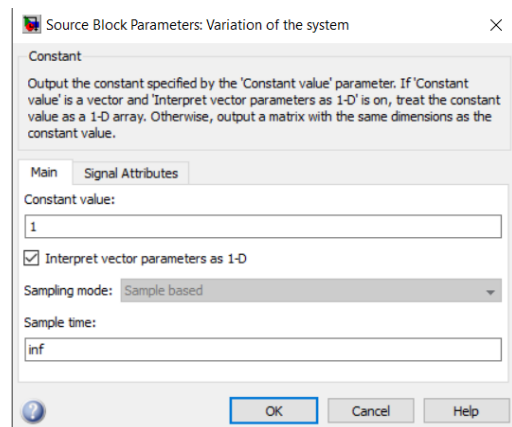 Source Block Parameters: Variation of the system
Constant
Output the constant specified by the 'Constant value' parameter. If 'Constant
value' is a vector and 'Interpret vector parameters as 1-D' is on, treat the constant
value as a 1-D array. Otherwise, output a matrix with the same dimensions as the
constant value.
Main Signal Attributes
Constant value:
1
Interpret vector parameters as 1-D
Sampling mode: Sample based
Sample time:
inf
OK Cancel Help